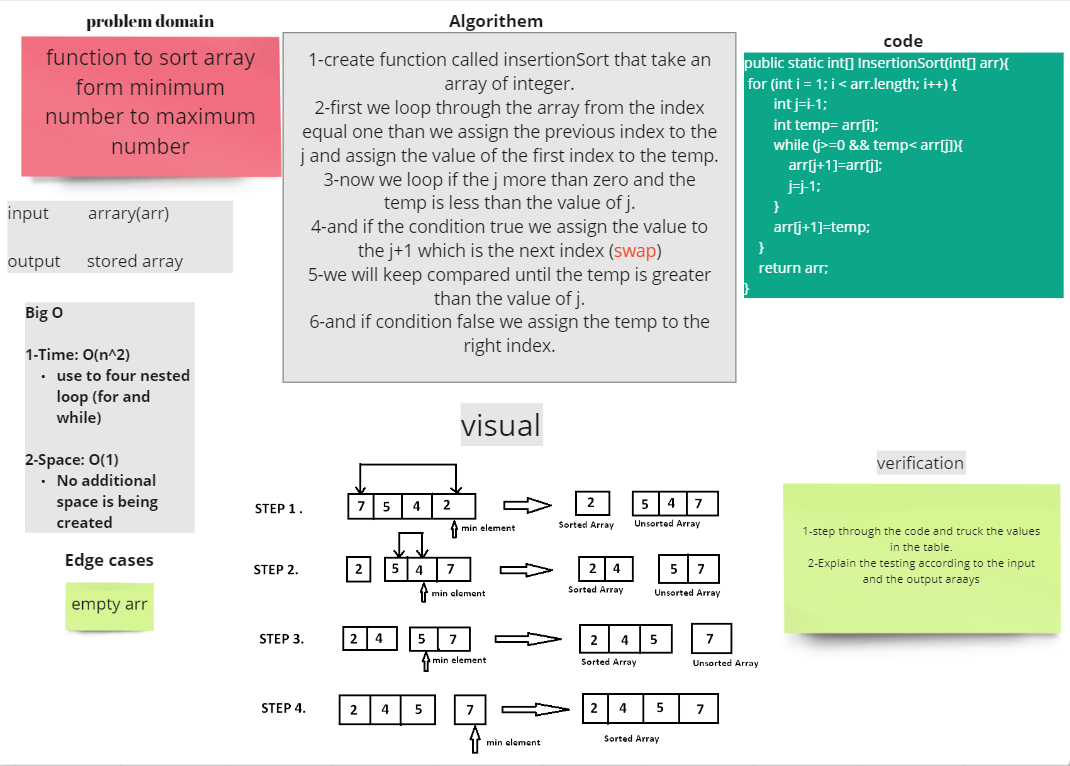 problem domain
function to sort array
form minimum
number to maximum
number
input arrary(arr)
output stored array
Big O
1-Time: O(n^2)
• use to four nested
loop (for and
while)
2-Space: O(1)
• No additional
space is being
created
Edge cases
empty arr
Algorithem
1-create function called insertionSort that take an
array of integer.
2-first we loop through the array from the index
equal one than we assign the previous index to the
j and assign the value of the first index to the temp.
3-now we loop if the j more than zero and the
temp is less than the value of j.
4-and if the condition true we assign the value to
the j+1 which is the next index (swap)
5-we will keep compared until the temp is greater
than the value of j.
6-and if condition false we assign the temp to the
right index.
code
public static int[] InsertionSort(int[] arr){
for (int i = 1; i < arr.length; i++) {
int j=i-1;
int temp= arr[i];
while (j>=0 && temp< arr[j]){
arr[j+1]=arr[j];
j=j-1;
}
arr[j+1]=temp;
}
return arr;
}
visual
STEP 1 .
7 5 4 2
min element
2
Sorted Array
5 4 7
Unsorted Array
STEP 2.
2
5 4 7
min element
2 4
Sorted Array
5 7
Unsorted Array
STEP 3.
2 4
5 7
min element
2 4 5
Sorted Array
7
Unsorted Array
STEP 4.
2 4 5
7
min element
2 4 5 7
Sorted Array
verification
1-step through the code and truck the values
in the table.
2-Explain the testing according to the input
and the output araays